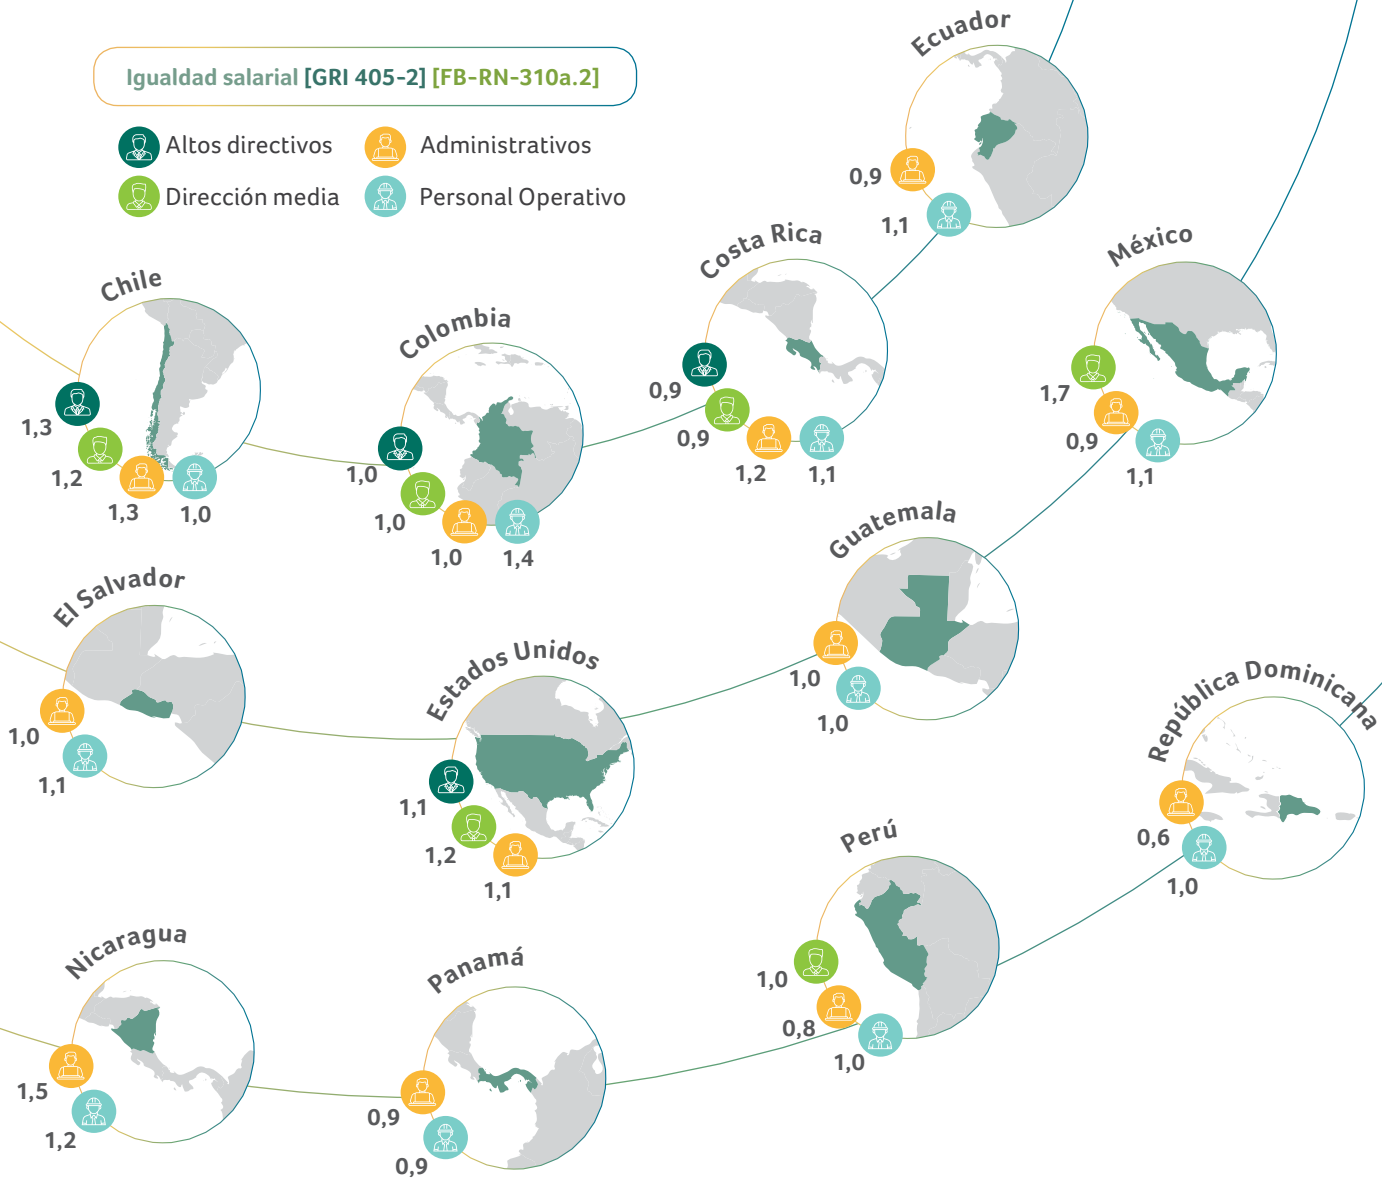 Igualdad salarial [GRI 405-2] [FB-RN-310a.2]
Altos directivos
Administrativos
Dirección media
Personal Operativo
Ecuador
0,9
1,1
Chile
1,3
1,2
1,3
1,0
Colombia
1,0
1,0
1,0
1,4
Costa Rica
0,9
0,9
1,2
1,1
México
1,7
0,9
1,1
El Salvador
1,0
1,1
Estados Unidos
1,1
1,2
1,1
Guatemala
1,0
1,0
República Dominicana
0,6
1,0
Nicaragua
1,5
1,2
Panamá
0,9
0,9
Perú
1,0
0,8
1,0